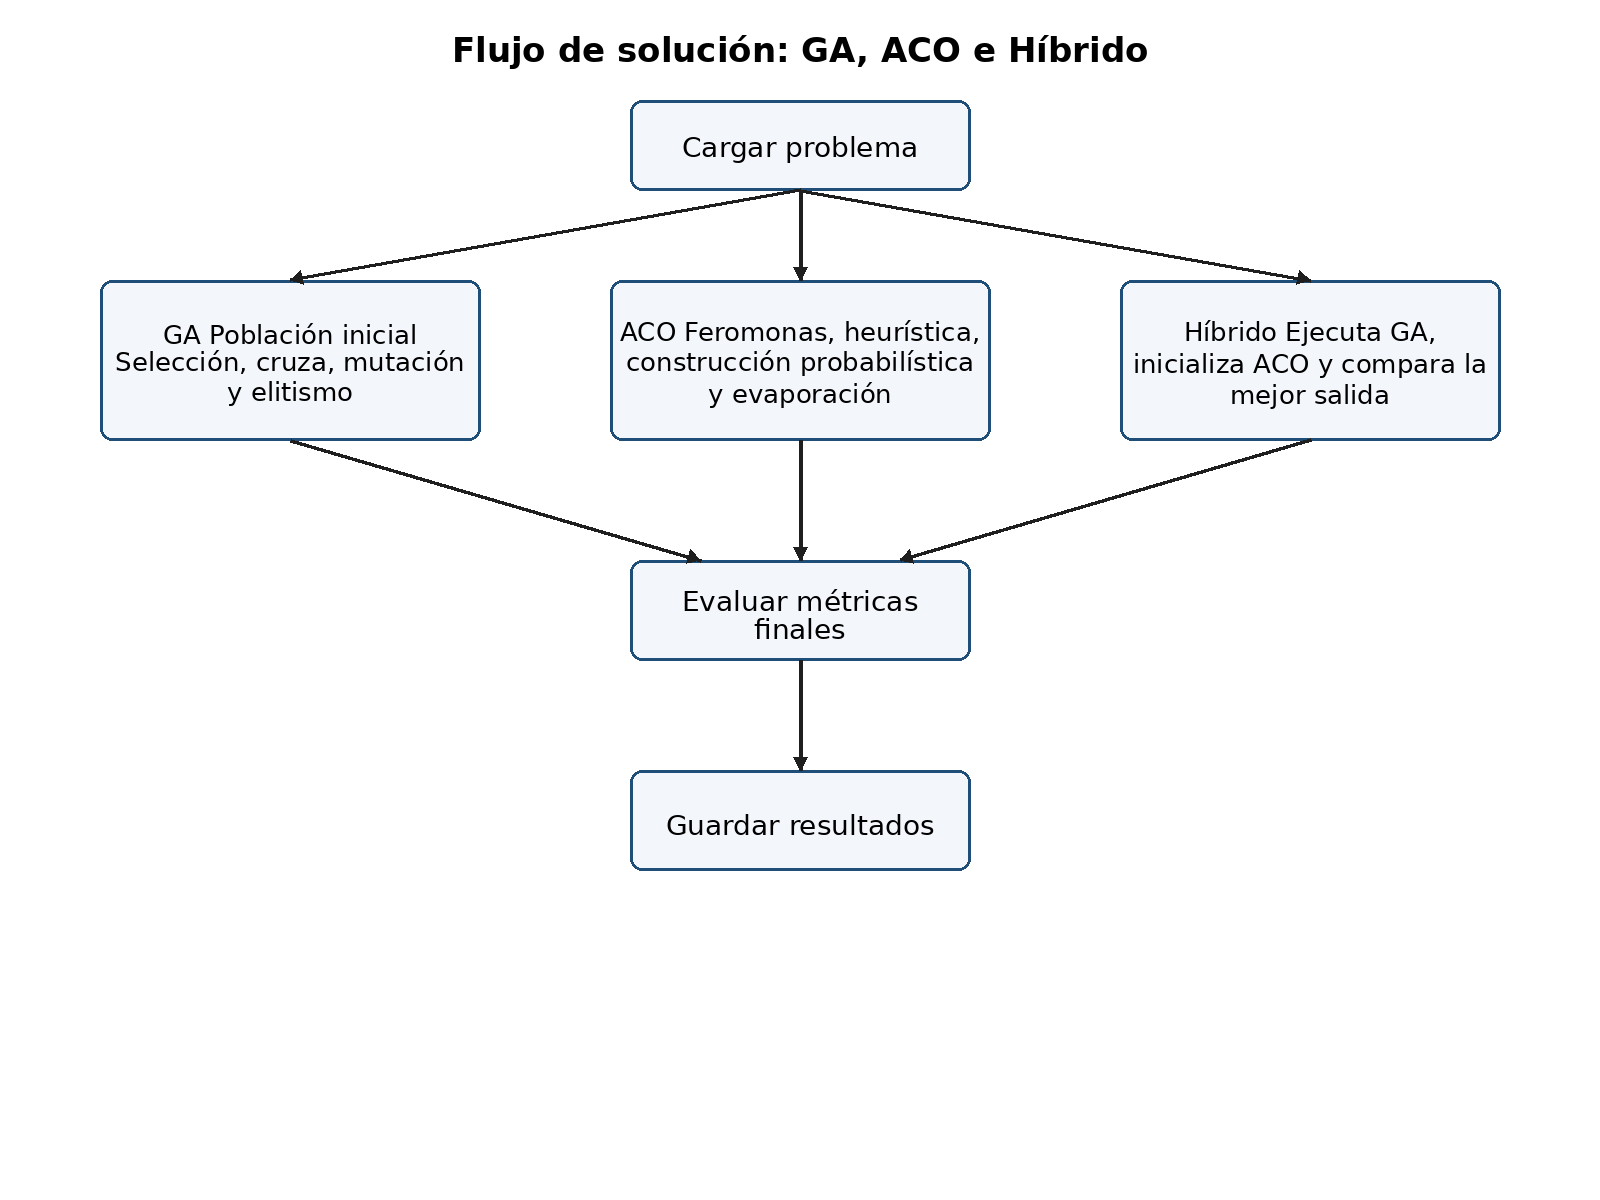 Flujo de solución: GA, ACO e Híbrido
Cargar problema
GA Población inicial
Selección, cruza, mutación
y elitismo
ACO Feromonas, heurística,
construcción probabilística
y evaporación
Híbrido Ejecuta GA,
inicializa ACO y compara la
mejor salida
Evaluar métricas
finales
Guardar resultados